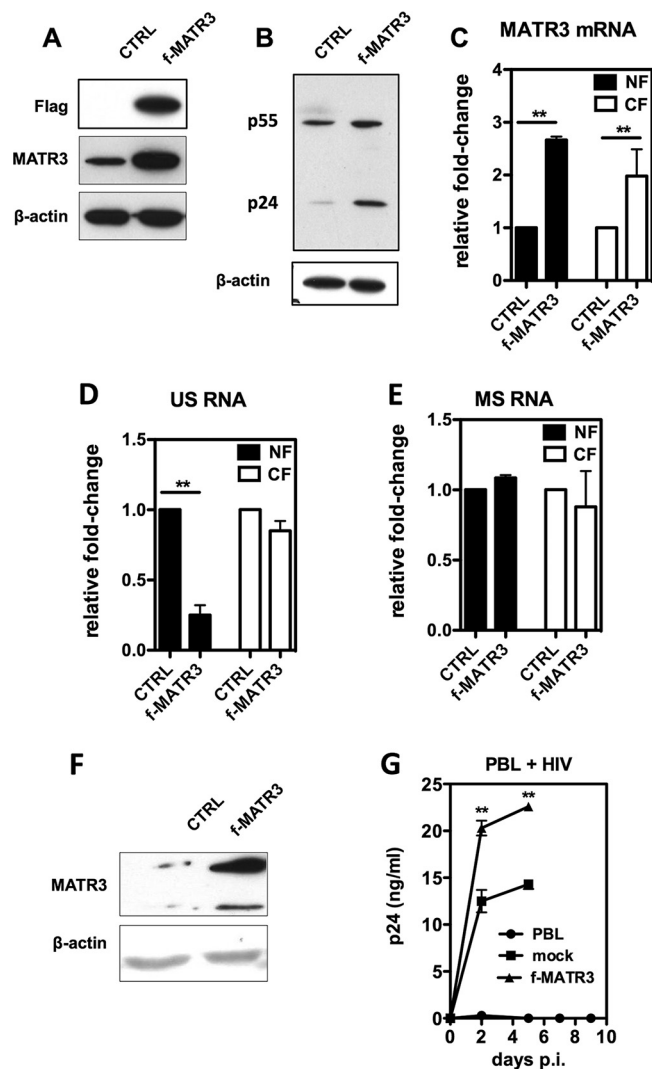 A
CTRL
f-MATR3
Flag
MATR3
β-actin
B
CTRL
f-MATR3
p55
p24
β-actin
C
MATR3 mRNA
relative fold-change
4
3
2
1
0
NF
CF
**
**
CTRL
f-MATR3
CTRL
f-MATR3
D
US RNA
relative fold-change
1.5
1.0
0.5
0.0
NF
CF
**
CTRL
f-MATR3
CTRL
f-MATR3
E
MS RNA
relative fold-change
1.5
1.0
0.5
0.0
NF
CF
CTRL
f-MATR3
CTRL
f-MATR3
F
CTRL
f-MATR3
MATR3
β-actin
G
PBL + HIV
p24 (ng/ml)
25
20
15
10
5
0
**
**
PBL
mock
f-MATR3
0 2 4 6 8 10
days p.i.